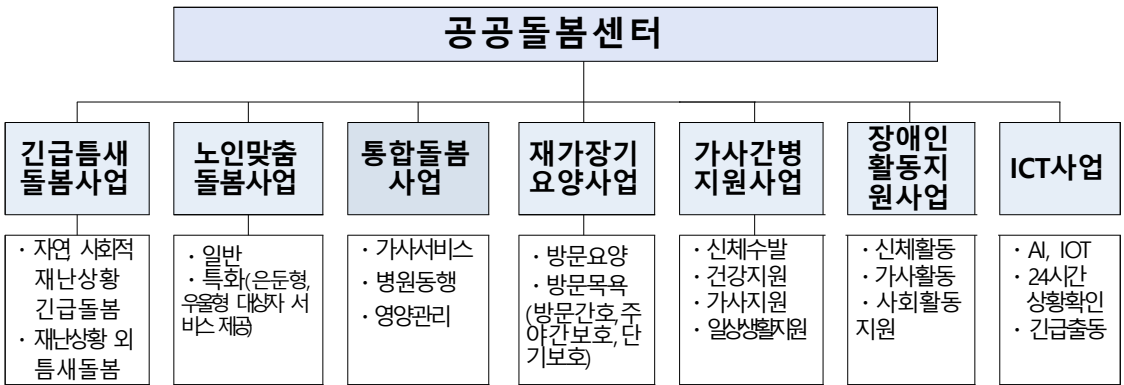 공공돌봄센터
긴급틈새
돌봄사업
노인맞춤
돌봄사업
통합돌봄
사업
재가장기
요양사업
가사간병
지원사업
장애인
활동지
원사업
ICT사업
· 자연 사회적
재난상황
긴급돌봄
· 재난상황 외
틈새돌봄
· 일반
· 특화(은둔형,
우울형 대상자 서
비스 제공)
· 가사서비스
· 병원동행
· 영양관리
· 방문요양
· 방문목욕
(방문간호, 주
야간보호, 단
기보호)
· 신체수발
· 건강지원
· 가사지원
· 일상생활지원
· 신체활동
· 가사활동
· 사회활동
지원
· AI, IOT
· 24시간
상황확인
· 긴급출동